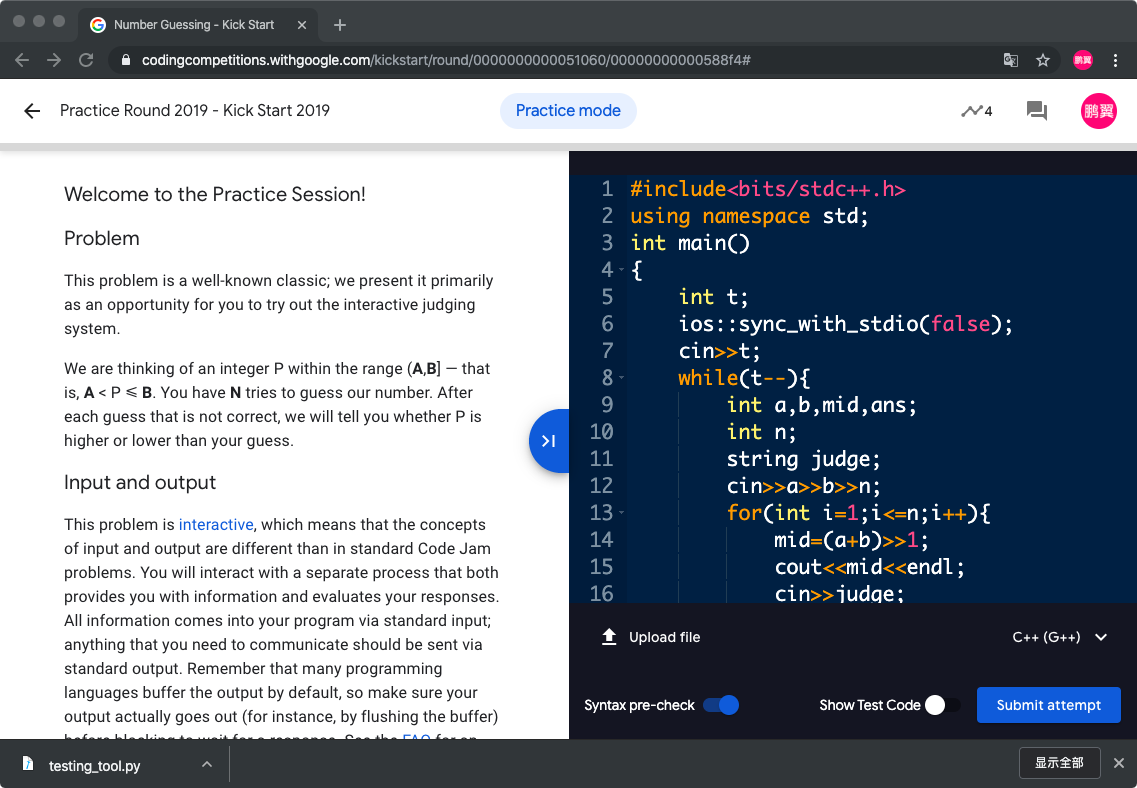 Number Guessing - Kick Start
codingcompetitions.withgoogle.com/kickstart/round/0000000000051060/00000000000588f4#
鹏翼
Practice Round 2019 - Kick Start 2019
Practice mode
4
鹏翼
Welcome to the Practice Session!
Problem
This problem is a well-known classic; we present it primarily
as an opportunity for you to try out the interactive judging
system.
We are thinking of an integer P within the range (A,B] — that
is, A < P ⩽ B. You have N tries to guess our number. After
each guess that is not correct, we will tell you whether P is
higher or lower than your guess.
Input and output
This problem is interactive, which means that the concepts
of input and output are different than in standard Code Jam
problems. You will interact with a separate process that both
provides you with information and evaluates your responses.
All information comes into your program via standard input;
anything that you need to communicate should be sent via
standard output. Remember that many programming
languages buffer the output by default, so make sure your
output actually goes out (for instance, by flushing the buffer)
before blocking to wait for a response. See the FAQ for an
1 #include<bits/stdc++.h>
2 using namespace std;
3 int main()
4 {
5 int t;
6 ios::sync_with_stdio(false);
7 cin>>t;
8 while(t--){
9 int a,b,mid,ans;
10 int n;
11 string judge;
12 cin>>a>>b>>n;
13 for(int i=1;i<=n;i++){
14 mid=(a+b)>>1;
15 cout<<mid<<endl;
16 cin>>judge;
Upload file
C++ (G++)
Syntax pre-check
Show Test Code
Submit attempt
testing_tool.py
显示全部